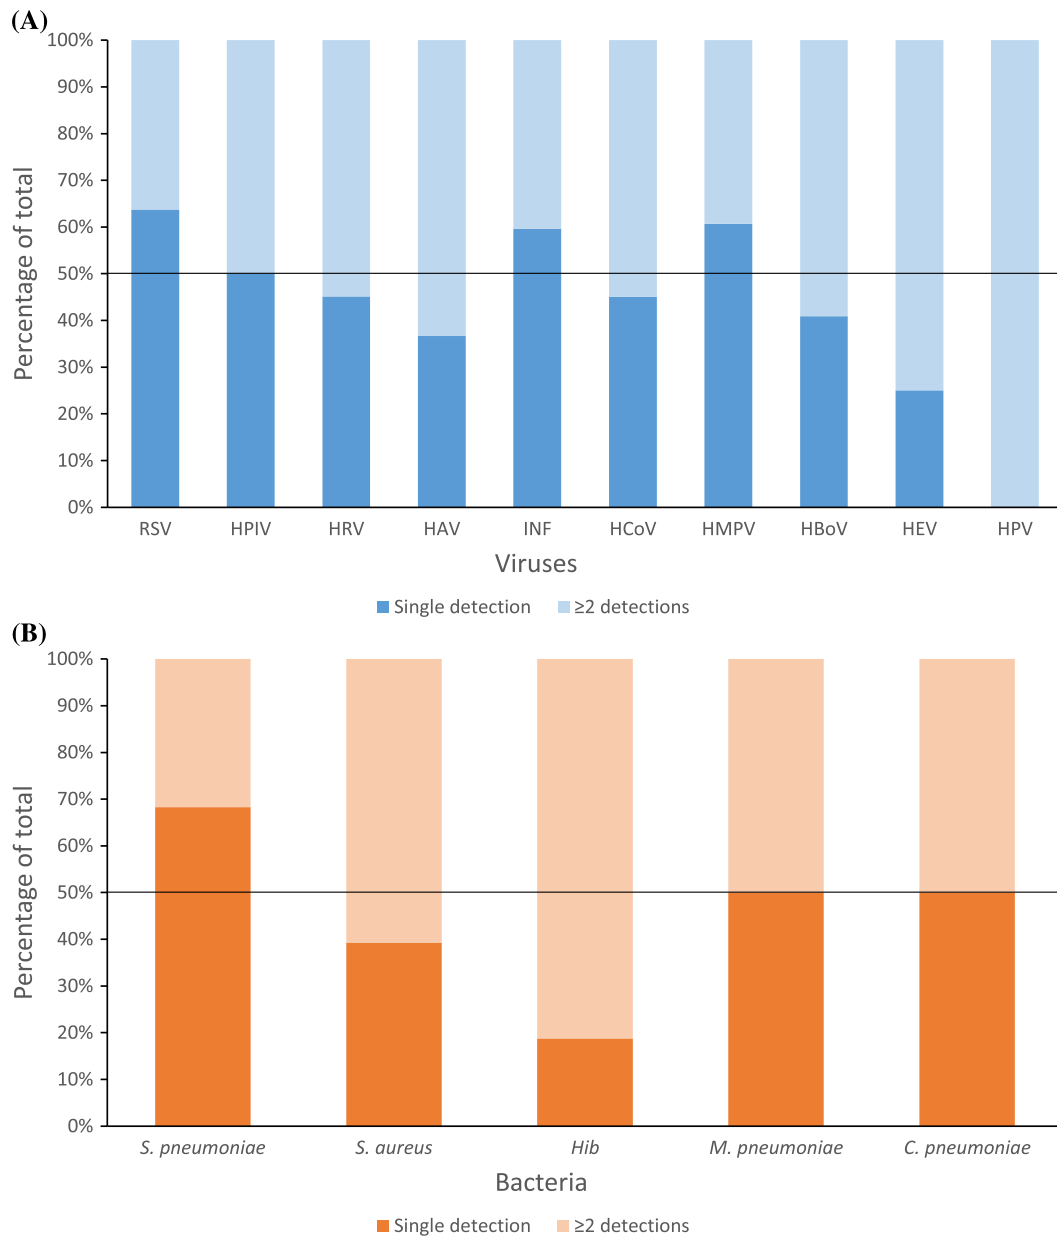 (A)
100%
90%
80%
70%
60%
50%
40%
30%
20%
10%
0%
Percentage of total
RSV HPIV HRV HAV INF HCoV HMPV HBoV HEV HPV
Viruses
Single detection ≥2 detections
(B)
100%
90%
80%
70%
60%
50%
40%
30%
20%
10%
0%
Percentage of total
S. pneumoniae S. aureus Hib M. pneumoniae C. pneumoniae
Bacteria
Single detection ≥2 detections